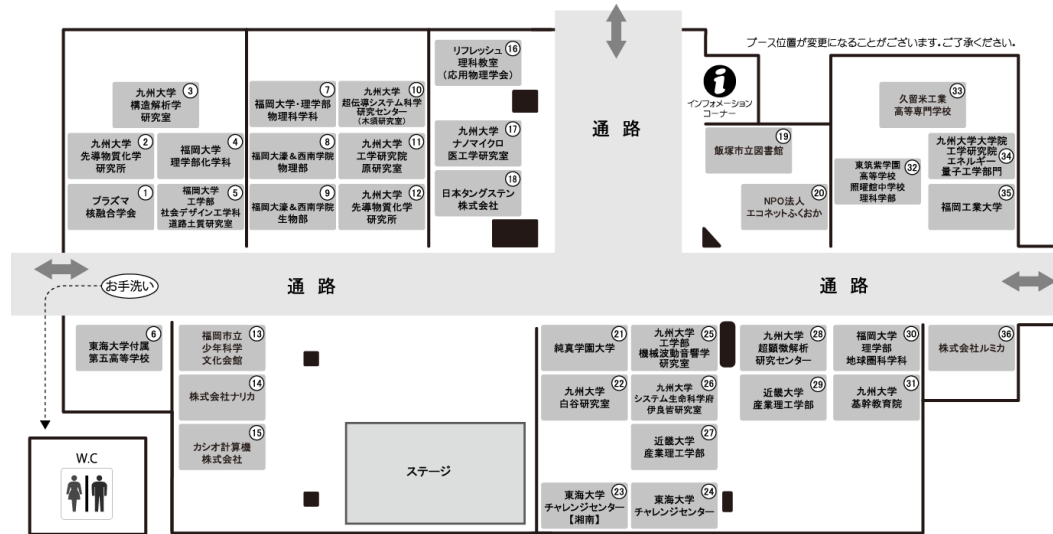 ブース位置が変更になることがございます。ご了承ください。
九州大学 ③
構造解析学
研究室
九州大学 ②
先導物質化学
研究所
福岡大学 ④
理学部化学科
プラズマ ①
核融合学会
福岡大学 ⑤
工学部
社会デザイン工学科
道路土質研究室
⑦
福岡大学・理学部
物理科学科
九州大学 ⑩
超伝導システム科学
研究センター
(木須研究室)
⑧
福岡大濠&西南学院
物理部
九州大学 ⑪
工学研究院
原研究室
⑨
福岡大濠&西南学院
生物部
九州大学 ⑫
先導物質化学
研究所
リフレッシュ ⑯
理科教室
(応用物理学会)
九州大学 ⑰
ナノマイクロ
医工学研究室
⑱
日本タングステン
株式会社
通 路
i
インフォメーション
コーナー
⑲
飯塚市立図書館
⑳
NPO法人
エコネットふくおか
㉝
久留米工業
高等専門学校
東筑紫学園 ㉜
高等学校
照曜館中学校
理科学部
九州大学大学院
工学研究院
エネルギー ㉞
量子工学部門
㉟
福岡工業大学
お手洗い
通 路
通 路
⑥
東海大学付属
第五高等学校
福岡市立 ⑬
少年科学
文化会館
⑭
株式会社ナリカ
⑮
カシオ計算機
株式会社
ステージ
㉑
純真学園大学
九州大学 ㉕
工学部
機械波動音響学
研究室
九州大学 ㉘
超顕微解析
研究センター
福岡大学 ㉚
理学部
地球圏科学科
㊱
株式会社ルミカ
九州大学 ㉒
白谷研究室
九州大学 ㉖
システム生命科学府
伊良皆研究室
近畿大学 ㉙
産業理工学部
九州大学 ㉛
基幹教育院
近畿大学 ㉗
産業理工学部
東海大学 ㉓
チャレンジセンター
【湘南】
東海大学 ㉔
チャレンジセンター
W.C